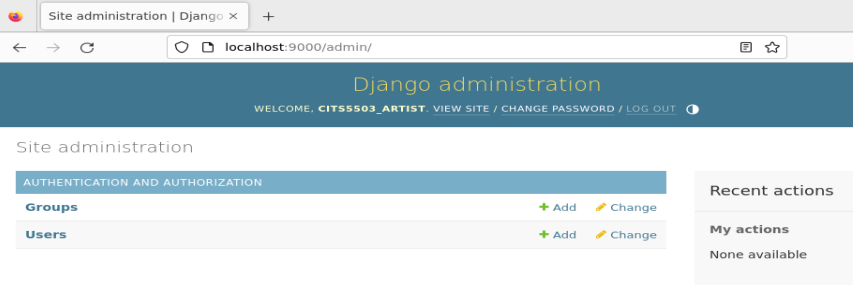 Site administration | Django
localhost:9000/admin/
Django administration
WELCOME, CITS5503_ARTIST. VIEW SITE / CHANGE PASSWORD / LOG OUT
Site administration
AUTHENTICATION AND AUTHORIZATION
Groups Add Change
Users Add Change
Recent actions
My actions
None available